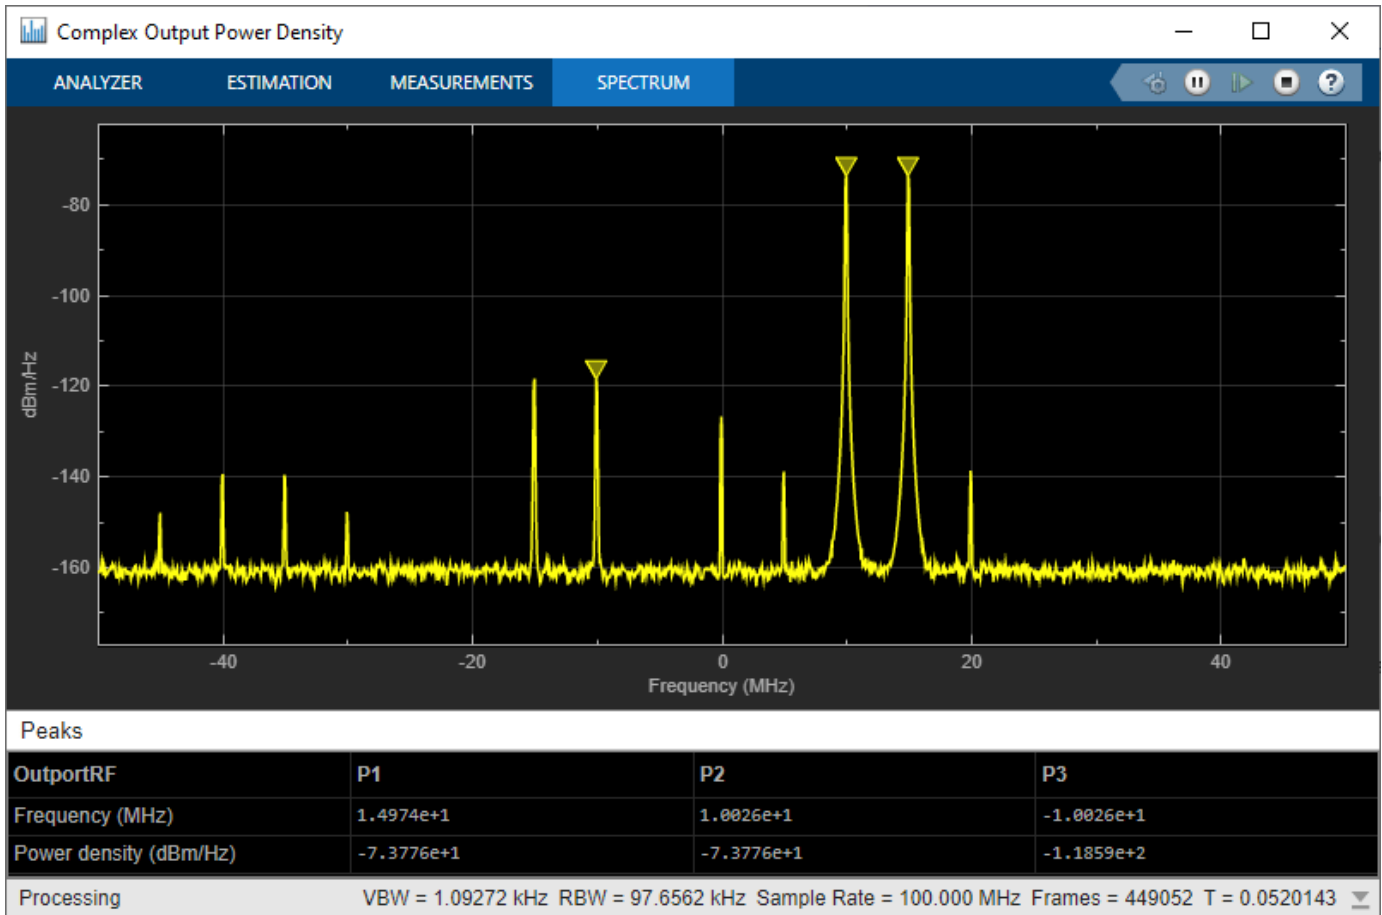 Complex Output Power Density
ANALYZER ESTIMATION MEASUREMENTS SPECTRUM ?
-80
-100
-120
-140
-160
dBm/Hz
-40 -20 0 20 40
Frequency (MHz)
Peaks
OutportRF P1 P2 P3
Frequency (MHz) 1.4974e+1 1.0026e+1 -1.0026e+1
Power density (dBm/Hz) -7.3776e+1 -7.3776e+1 -1.1859e+2
Processing VBW = 1.09272 kHz RBW = 97.6562 kHz Sample Rate = 100.000 MHz Frames = 449052 T = 0.0520143